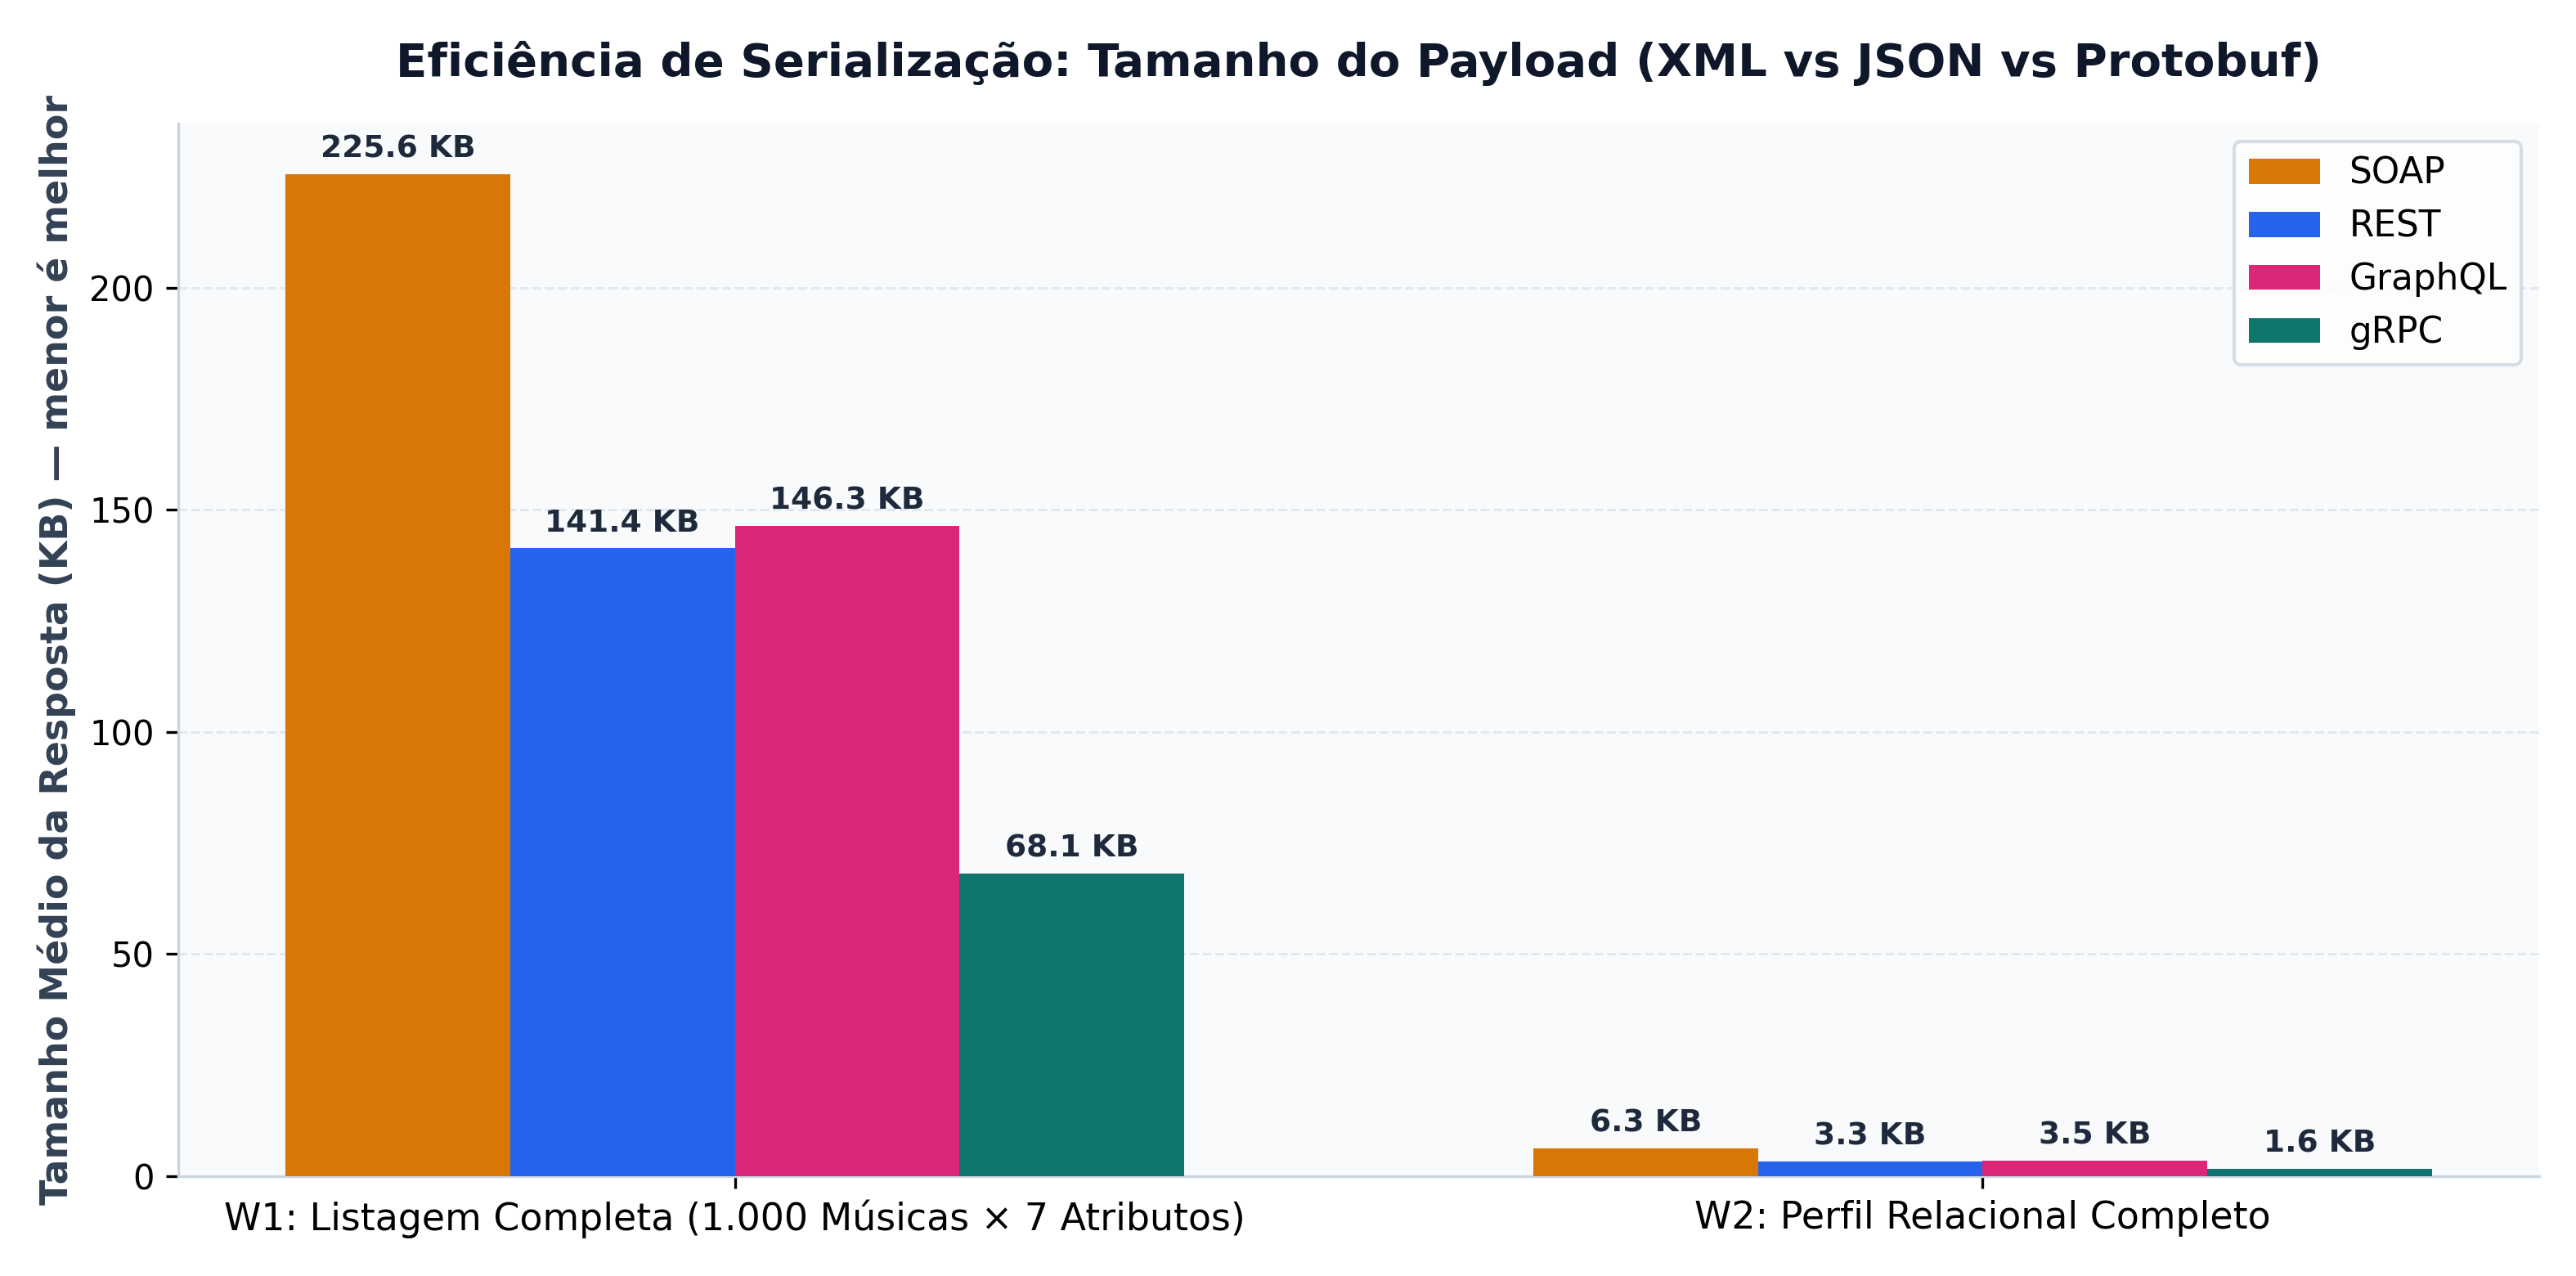 Eficiência de Serialização: Tamanho do Payload (XML vs JSON vs Protobuf)
Tamanho Médio da Resposta (KB) — menor é melhor
200
150
100
50
0
225.6 KB
141.4 KB
146.3 KB
68.1 KB
6.3 KB
3.3 KB
3.5 KB
1.6 KB
SOAP
REST
GraphQL
gRPC
W1: Listagem Completa (1.000 Músicas × 7 Atributos)
W2: Perfil Relacional Completo